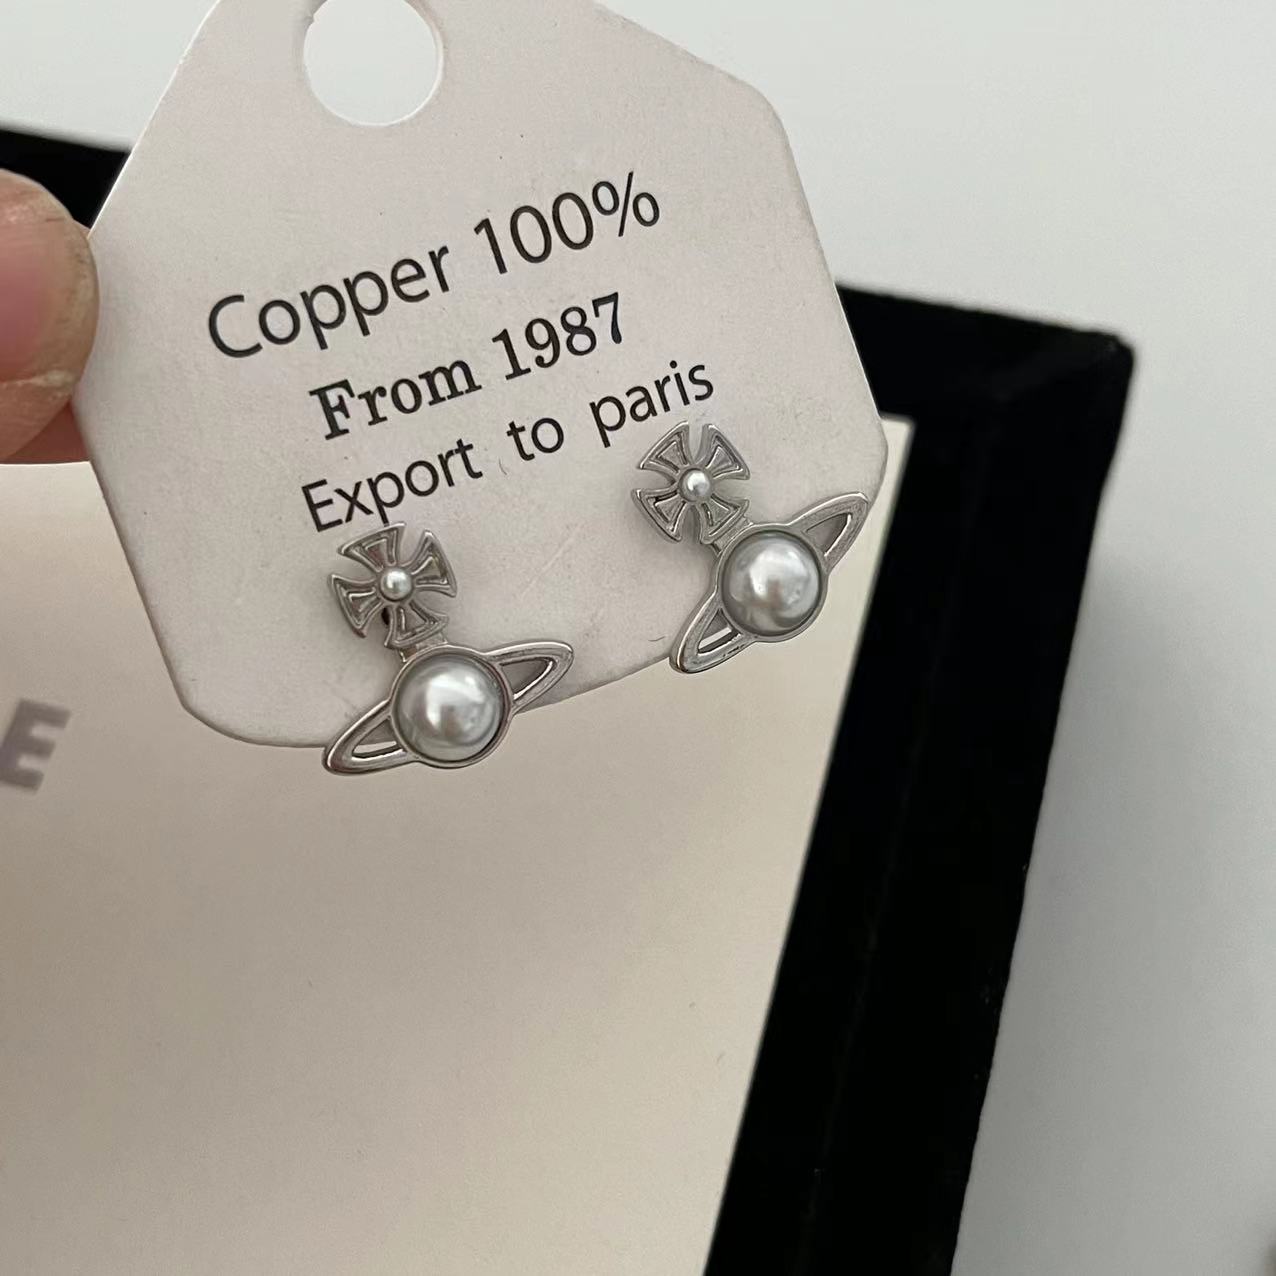 Copper 100%
From 1987
Export to paris
E